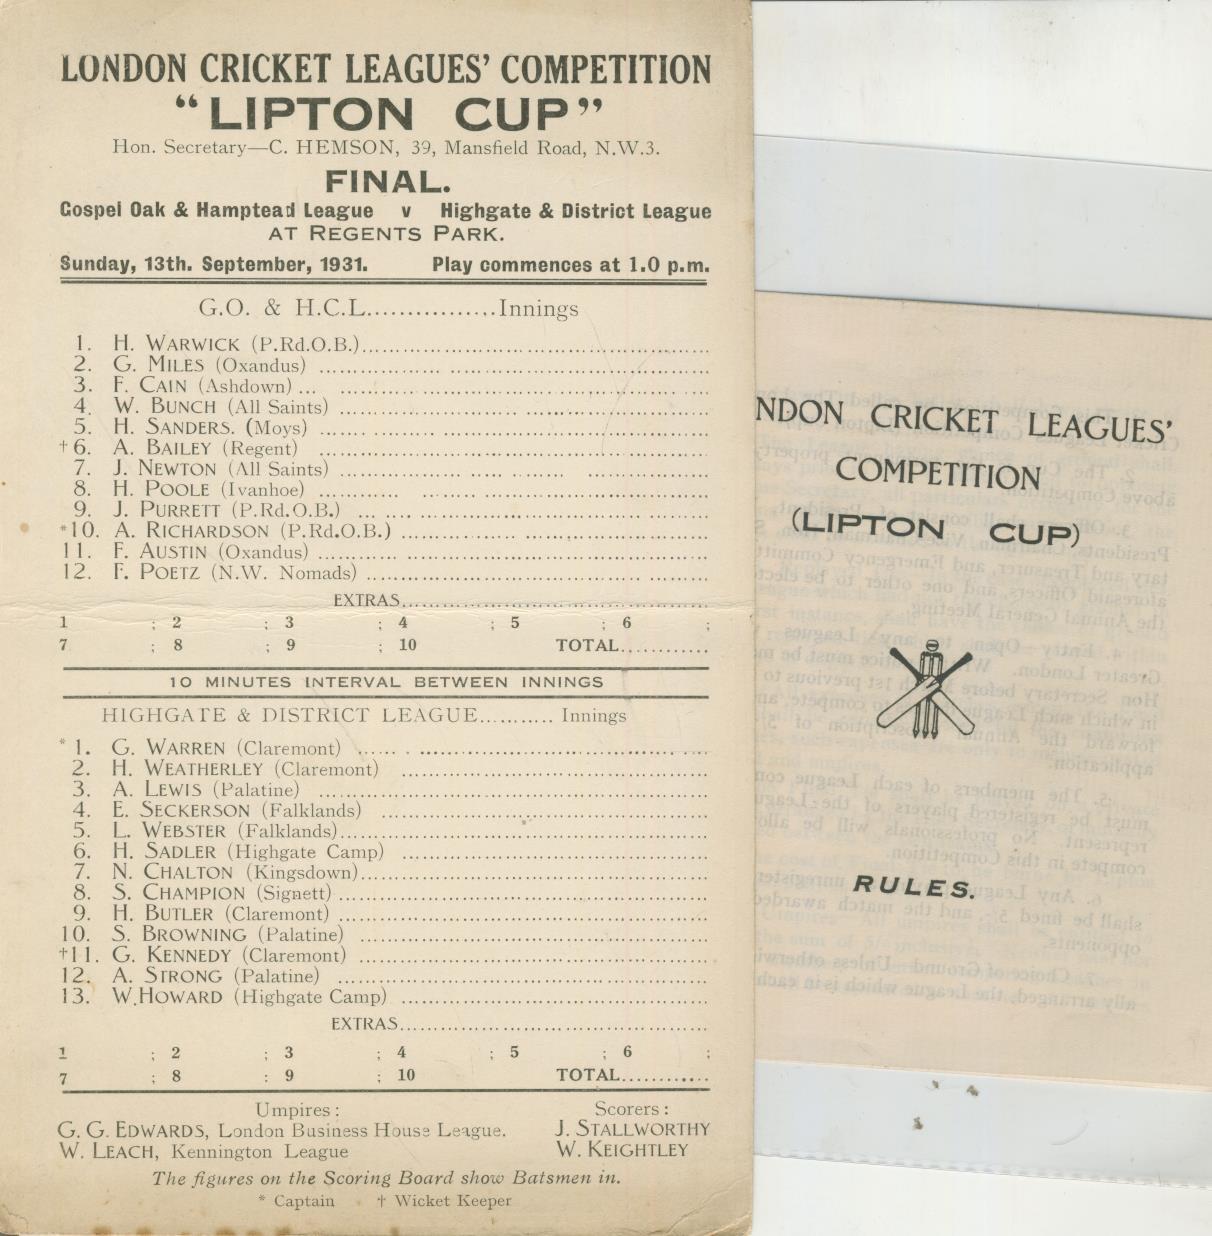 LONDON CRICKET LEAGUES' COMPETITION
"LIPTON CUP"
Hon. Secretary—C. HEMSON, 39, Mansfield Road, N.W.3.
FINAL.
Gospel Oak & Hamptead League v Highgate & District League
AT REGENTS PARK.
Sunday, 13th. September, 1931. Play commences at 1.0 p.m.
G.O. & H.C.L................Innings
1. H. WARWICK (P.Rd.O.B.)
2. G. MILES (Oxandus)
3. F. CAIN (Ashdown)
4. W. BUNCH (All Saints)
5. H. SANDERS. (Moys)
†6. A. BAILEY (Regent)
7. J. NEWTON (All Saints)
8. H. POOLE (Ivanhoe)
9. J. PURRETT (P.Rd.O.B.)
*10. A. RICHARDSON (P.Rd.O.B.)
11. F. AUSTIN (Oxandus)
12. F. POETZ (N.W. Nomads)
EXTRAS
1 ; 2 ; 3 ; 4 ; 5 ; 6 ;
7 ; 8 ; 9 ; 10 TOTAL
10 MINUTES INTERVAL BETWEEN INNINGS
HIGHGATE & DISTRICT LEAGUE........... Innings
*1. G. WARREN (Claremont)
2. H. WEATHERLEY (Claremont)
3. A. LEWIS (Palatine)
4. E. SECKERSON (Falklands)
5. L. WEBSTER (Falklands)
6. H. SADLER (Highgate Camp)
7. N. CHALTON (Kingsdown)
8. S. CHAMPION (Signett)
9. H. BUTLER (Claremont)
10. S. BROWNING (Palatine)
†11. G. KENNEDY (Claremont)
12. A. STRONG (Palatine)
13. W.HOWARD (Highgate Camp)
EXTRAS
1 ; 2 ; 3 ; 4 ; 5 ; 6 ;
7 ; 8 : 9 ; 10 TOTAL
Umpires : Scorers :
G. G. EDWARDS, London Business House League. J. STALLWORTHY
W. LEACH, Kennington League W. KEIGHTLEY
The figures on the Scoring Board show Batsmen in.
* Captain † Wicket Keeper
NDON CRICKET LEAGUES'
COMPETITION
(LIPTON CUP)
RULES.